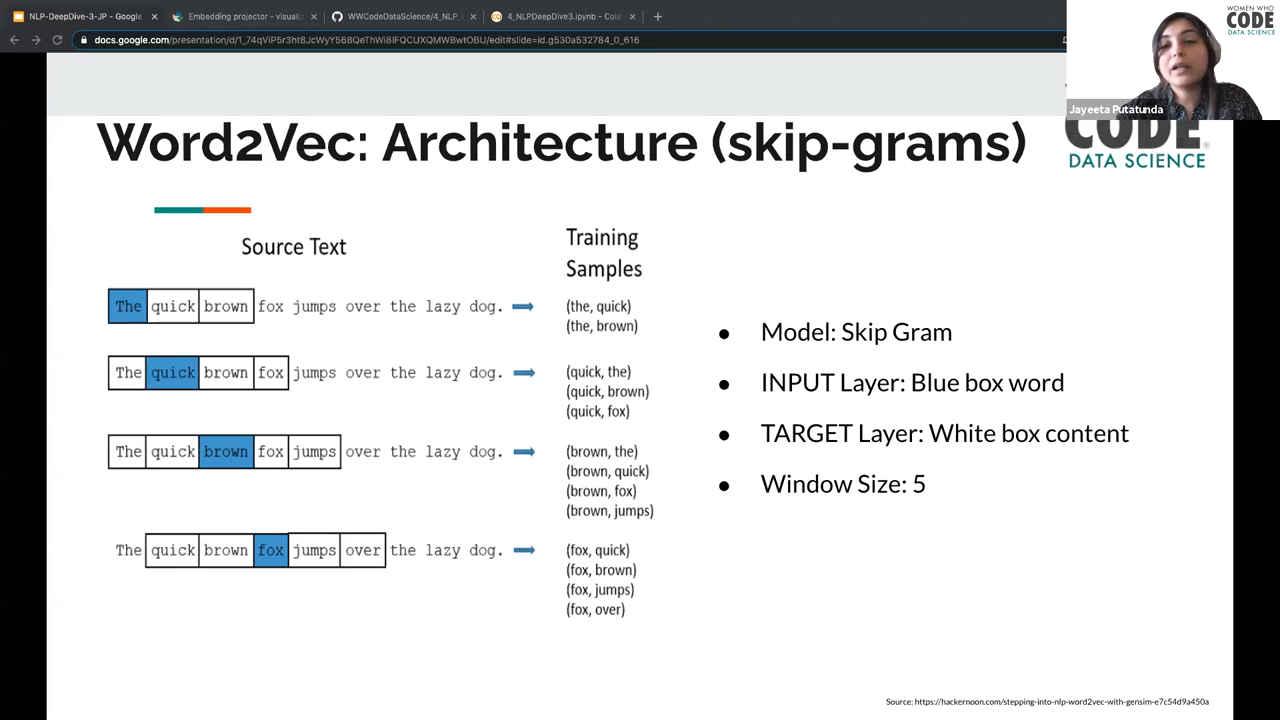 NLP-DeepDive-3-JP - Google
Embedding projector - visualiz
WWCodeDataScience/4_NLP_
4_NLPDeepDive3.ipynb - Cola
docs.google.com/presentation/d/1_74qViP5r3ht8JcWyY568QeThWi8IFQCUXQMWBwtOBU/edit#slide=id.g530a532784_0_616
WOMEN WHO
CODE
DATA SCIENCE
Jayeeta Putatunda
CODE
DATA SCIENCE
Word2Vec: Architecture (skip-grams)
Source Text
Training
Samples
The quick brown fox jumps over the lazy dog.
(the, quick)
(the, brown)
The quick brown fox jumps over the lazy dog.
(quick, the)
(quick, brown)
(quick, fox)
The quick brown fox jumps over the lazy dog.
(brown, the)
(brown, quick)
(brown, fox)
(brown, jumps)
The quick brown fox jumps over the lazy dog.
(fox, quick)
(fox, brown)
(fox, jumps)
(fox, over)
● Model: Skip Gram
● INPUT Layer: Blue box word
● TARGET Layer: White box content
● Window Size: 5
Source: https://hackernoon.com/stepping-into-nlp-word2vec-with-gensim-e7c54d9a450a